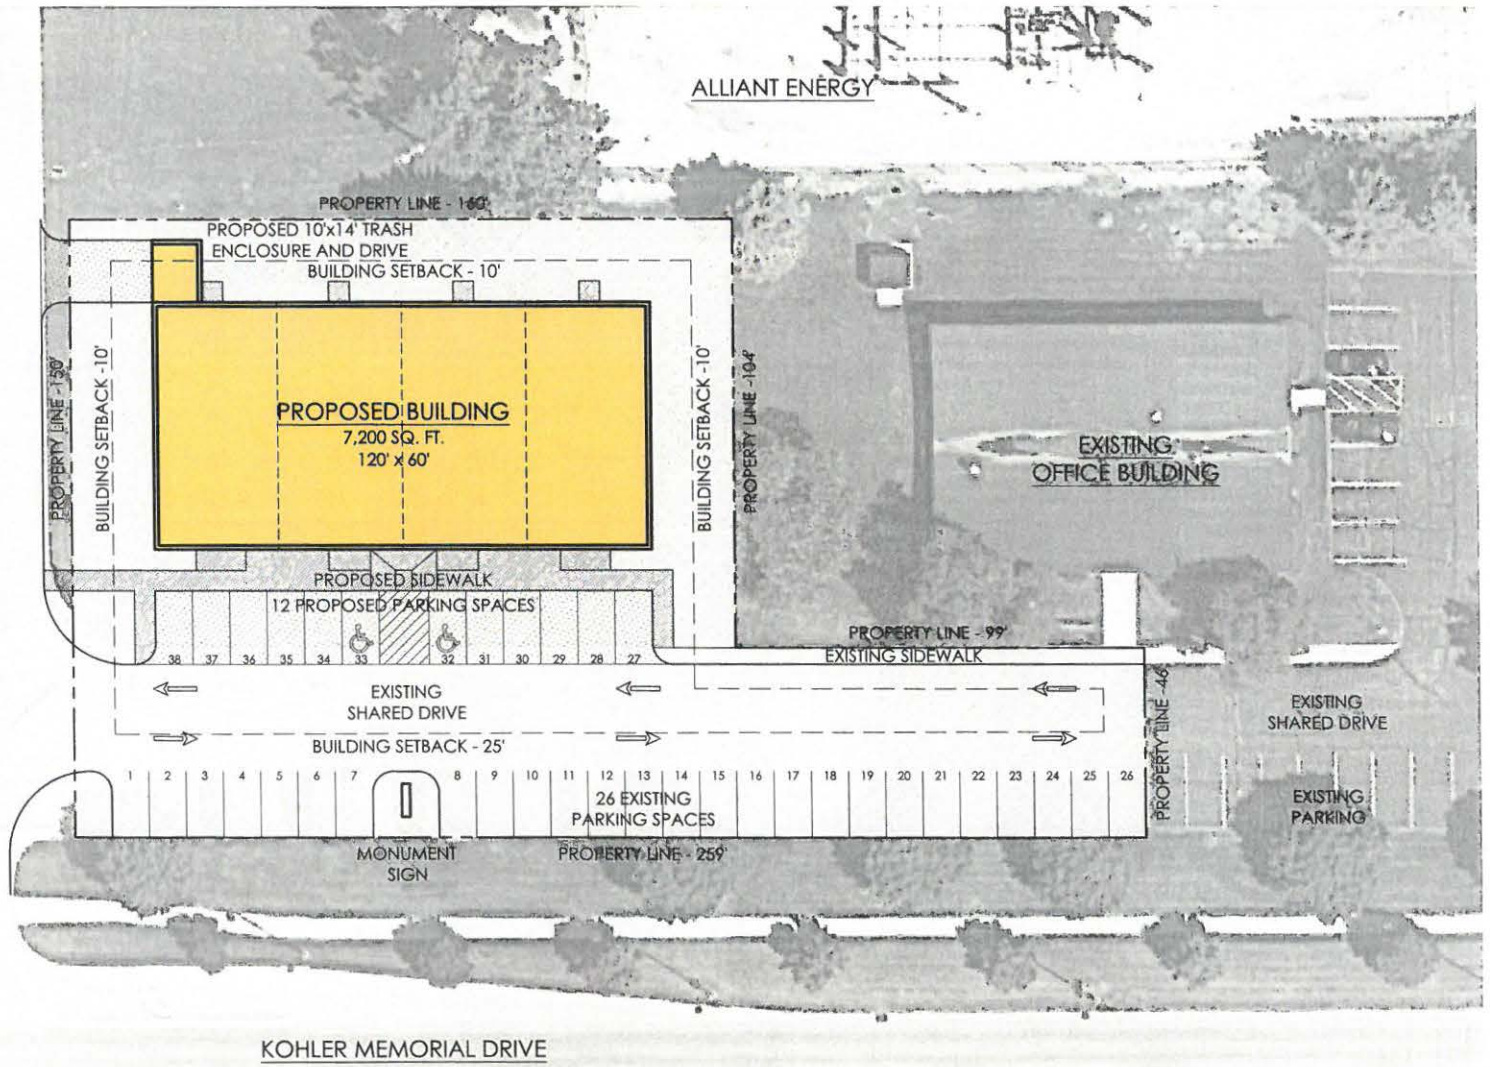 ALLIANT ENERGY
PROPERTY LINE - 160'
PROPOSED 10'x14' TRASH
ENCLOSURE AND DRIVE
BUILDING SETBACK - 10'
PROPERTY LINE - 150'
BUILDING SETBACK -10'
PROPOSED BUILDING
7,200 SQ. FT.
120' x 60'
BUILDING SETBACK -10'
PROPERTY LINE -104'
EXISTING
OFFICE BUILDING
PROPOSED SIDEWALK
12 PROPOSED PARKING SPACES
38 37 36 35 34 33 32 31 30 29 28 27
PROPERTY LINE - 99'
EXISTING SIDEWALK
EXISTING
SHARED DRIVE
BUILDING SETBACK - 25'
PROPERTY LINE -46'
EXISTING
SHARED DRIVE
1 2 3 4 5 6 7 8 9 10 11 12 13 14 15 16 17 18 19 20 21 22 23 24 25 26
26 EXISTING
PARKING SPACES
EXISTING
PARKING
MONUMENT
SIGN
PROPERTY LINE - 259'
KOHLER MEMORIAL DRIVE